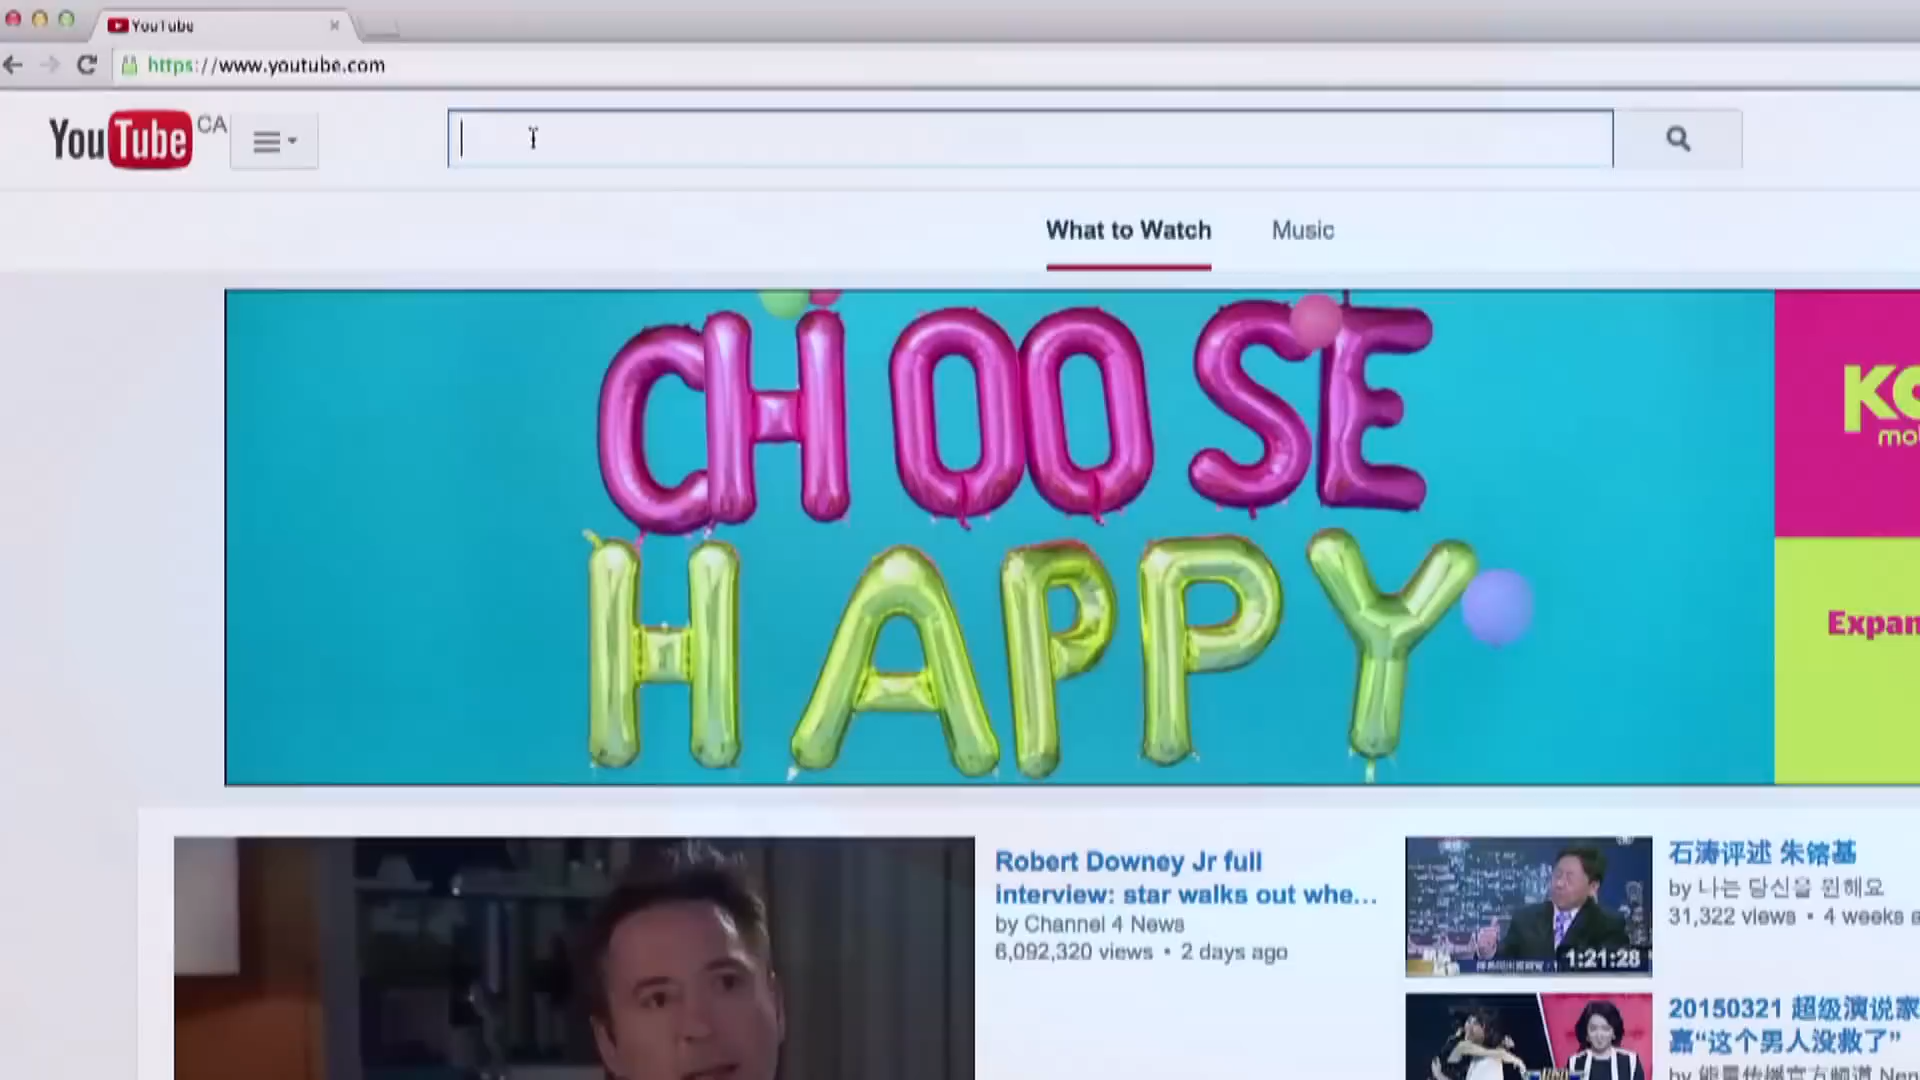 YouTube
https://www.youtube.com
YouTube CA
What to Watch
Music
CHOOSE
HAPPY
Expan
Robert Downey Jr full
interview: star walks out whe...
by Channel 4 News
6,092,320 views • 2 days ago
1:21:28
石涛评述 朱镕基
by 나는 당신을 원해요
31,322 views • 4 weeks
20150321 超级演说家
嘉“这个男人没救了”